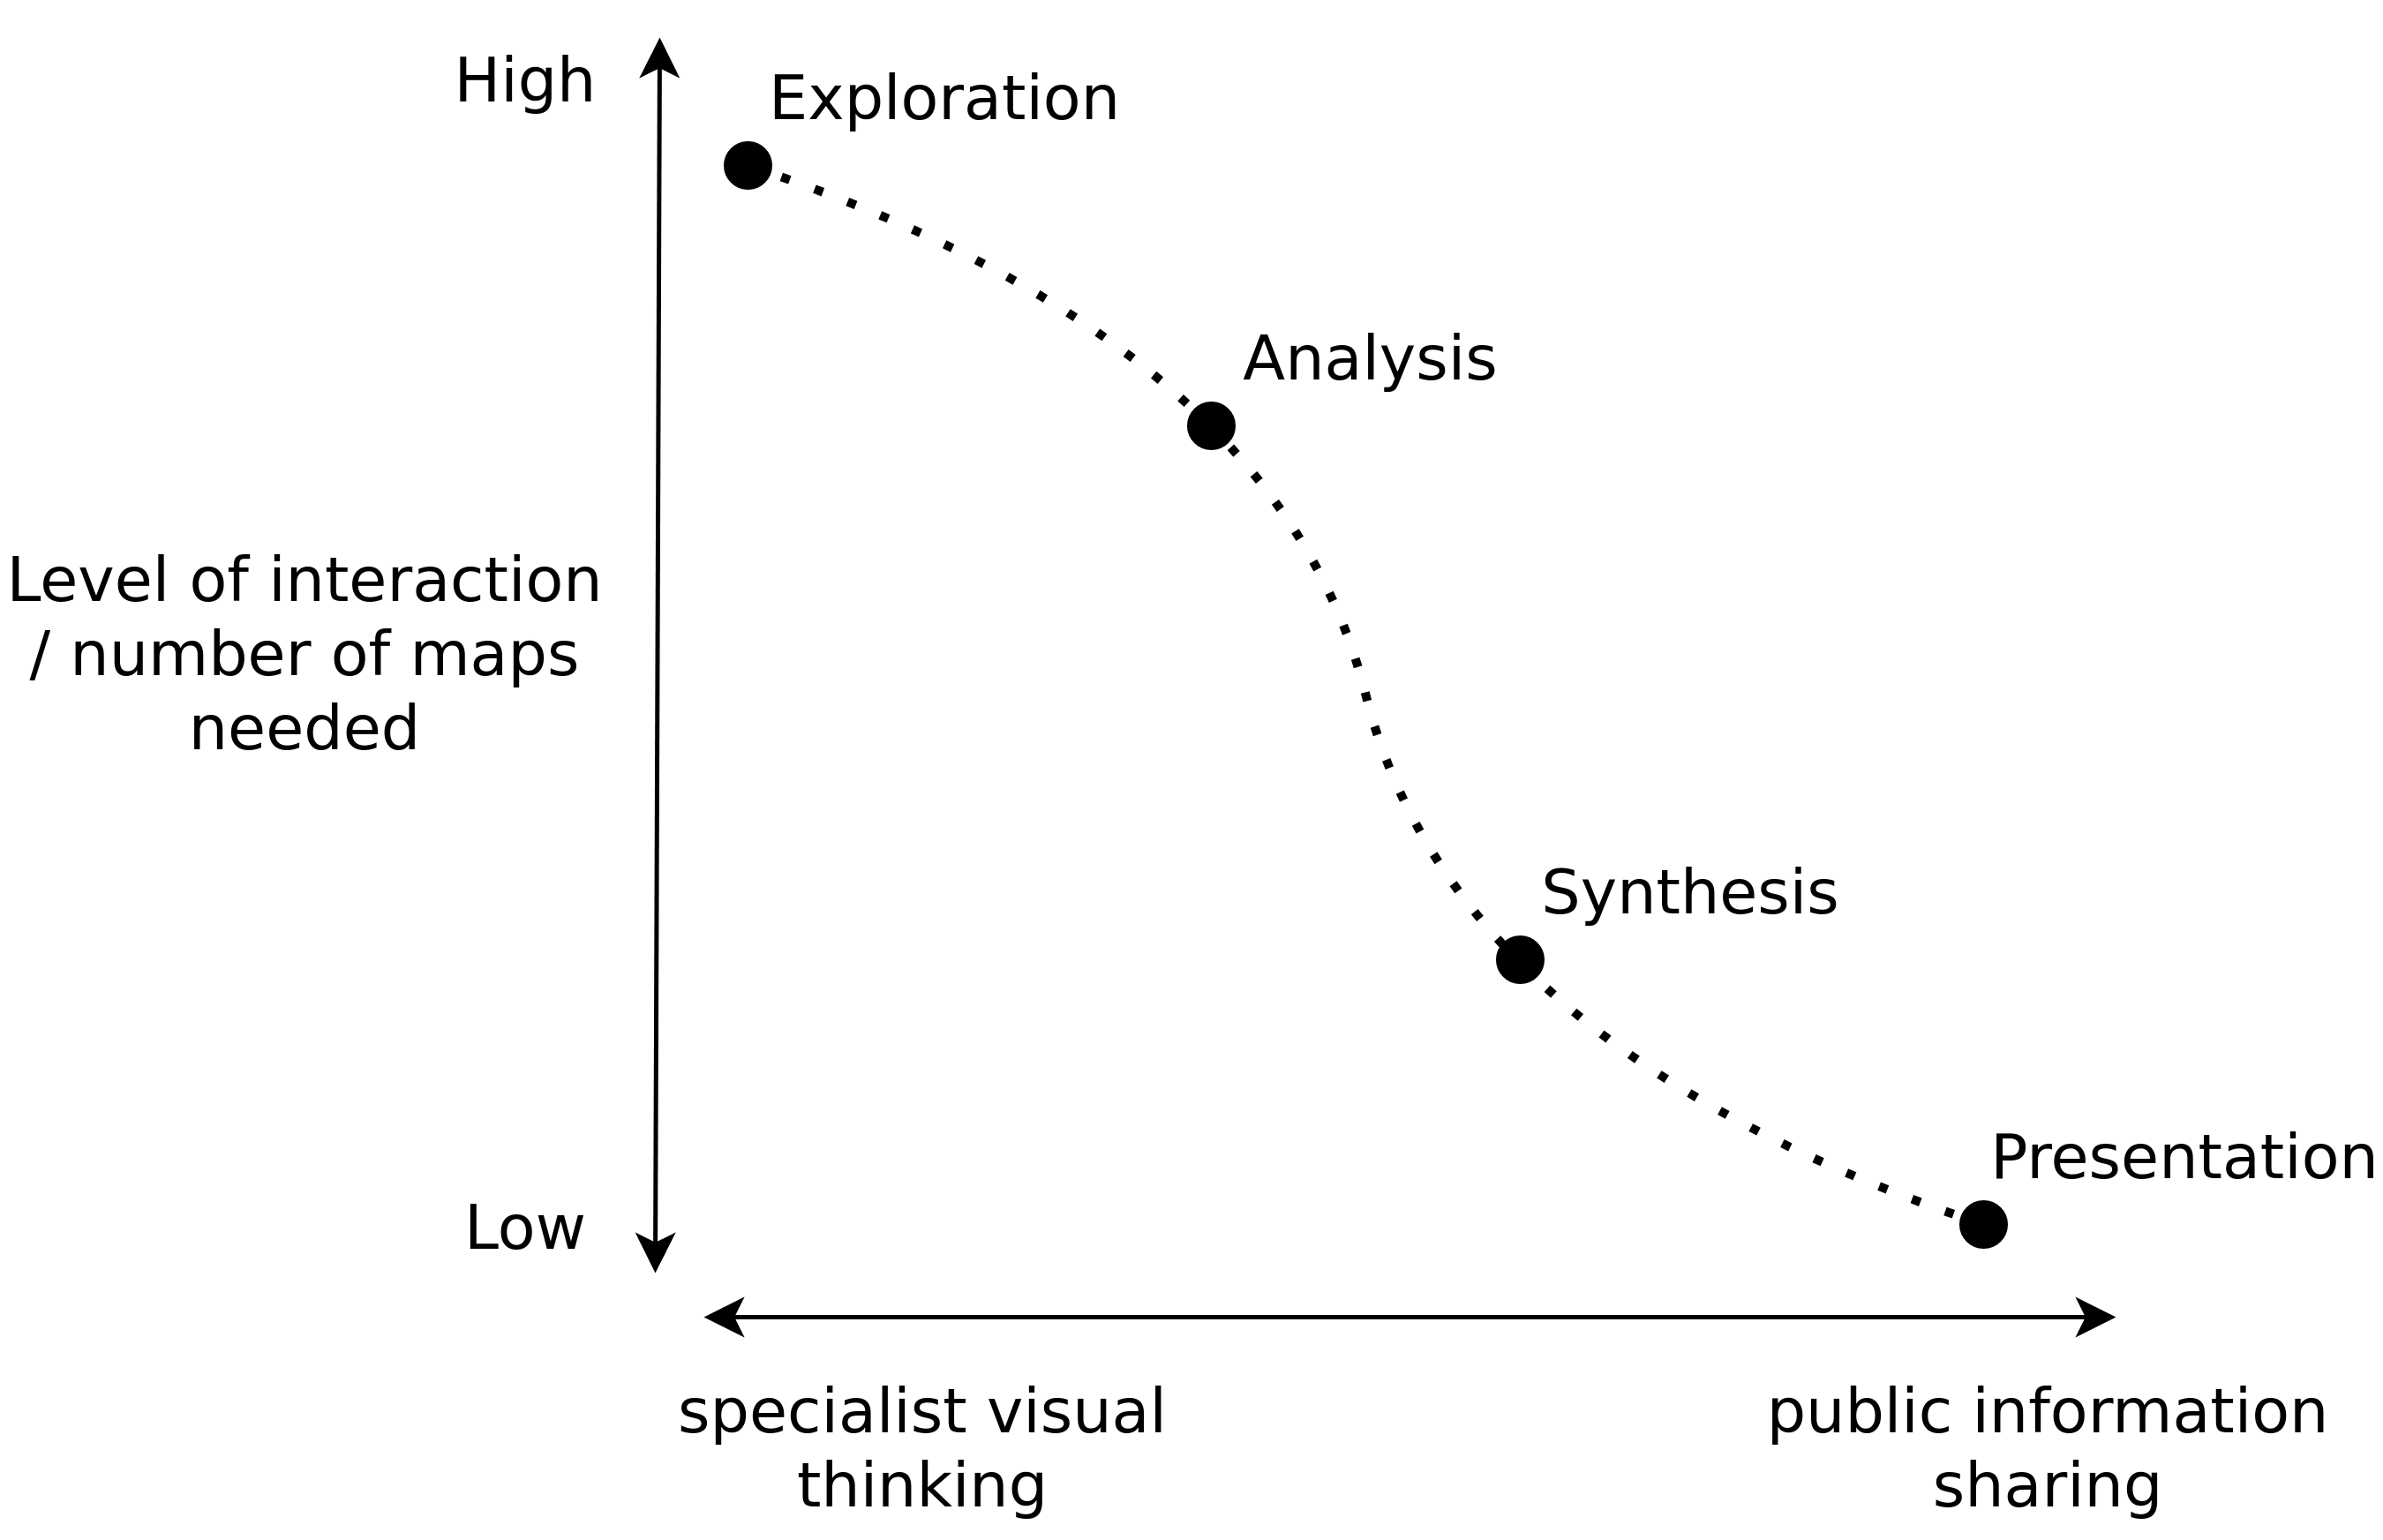 High
Exploration
Analysis
Level of interaction
/ number of maps
needed
Synthesis
Presentation
Low
specialist visual
thinking
public information
sharing